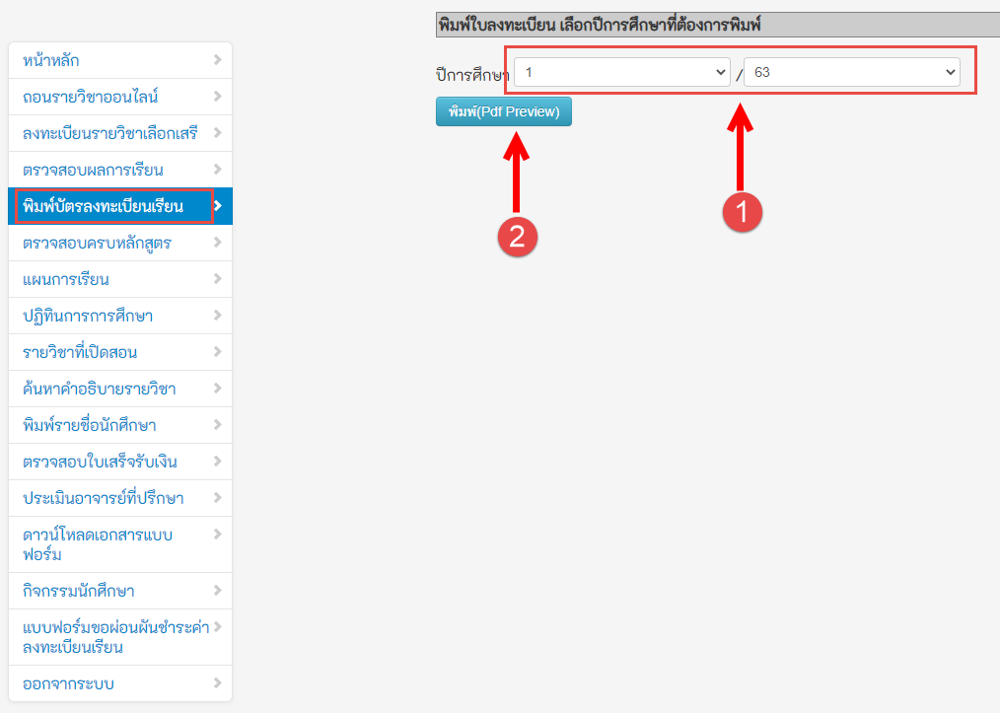 พิมพ์ใบลงทะเบียน เลือกปีการศึกษาที่ต้องการพิมพ์
ปีการศึกษา 1 / 63
พิมพ์(Pdf Preview)
1
2
หน้าหลัก
ถอนรายวิชาออนไลน์
ลงทะเบียนรายวิชาเลือกเสรี
ตรวจสอบผลการเรียน
พิมพ์บัตรลงทะเบียนเรียน
ตรวจสอบครบหลักสูตร
แผนการเรียน
ปฏิทินการการศึกษา
รายวิชาที่เปิดสอน
ค้นหาคำอธิบายรายวิชา
พิมพ์รายชื่อนักศึกษา
ตรวจสอบใบเสร็จรับเงิน
ประเมินอาจารย์ที่ปรึกษา
ดาวน์โหลดเอกสารแบบ
ฟอร์ม
กิจกรรมนักศึกษา
แบบฟอร์มขอผ่อนผันชำระค่า
ลงทะเบียนเรียน
ออกจากระบบ